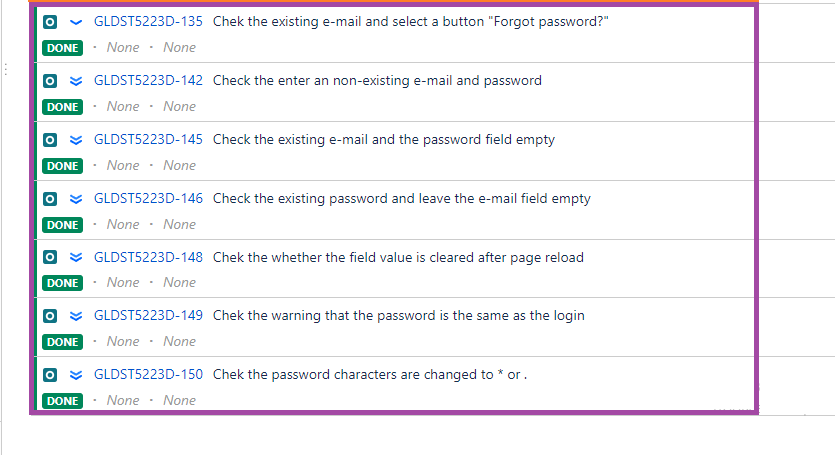 GLDST5223D-135 Chek the existing e-mail and select a button "Forgot password?"
DONE · None · None
GLDST5223D-142 Check the enter an non-existing e-mail and password
DONE · None · None
GLDST5223D-145 Check the existing e-mail and the password field empty
DONE · None · None
GLDST5223D-146 Check the existing password and leave the e-mail field empty
DONE · None · None
GLDST5223D-148 Chek the whether the field value is cleared after page reload
DONE · None · None
GLDST5223D-149 Chek the warning that the password is the same as the login
DONE · None · None
GLDST5223D-150 Chek the password characters are changed to * or .
DONE · None · None